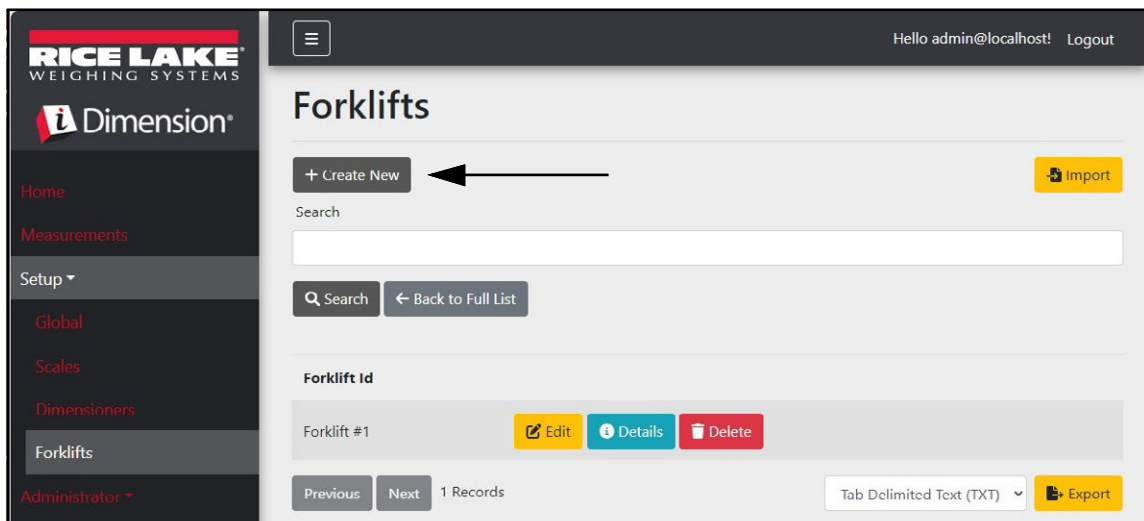 RICE LAKE®
WEIGHING SYSTEMS
i Dimension®
Home
Measurements
Setup
Global
Scales
Dimensioners
Forklifts
Administrator
Hello admin@localhost! Logout
Forklifts
+ Create New
Import
Search
Search
← Back to Full List
Forklift Id
Forklift #1
Edit
Details
Delete
Previous
Next
1 Records
Tab Delimited Text (TXT)
Export